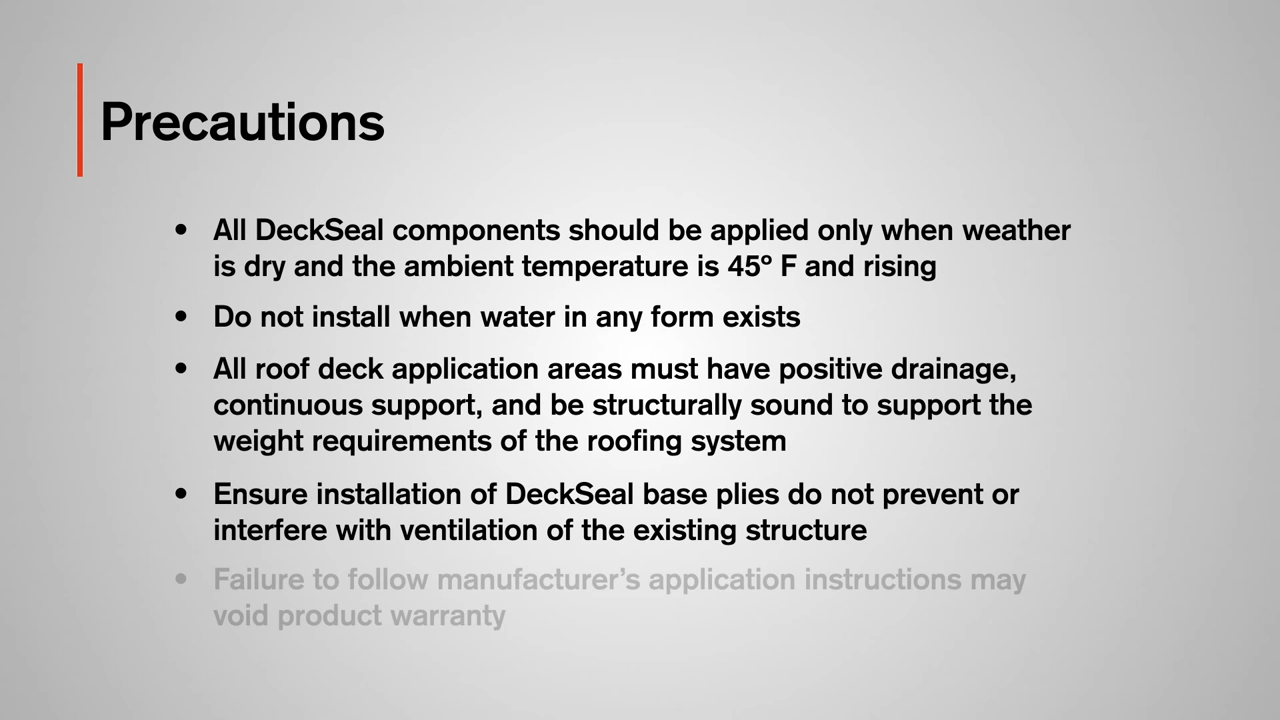 Precautions
• All DeckSeal components should be applied only when weather
is dry and the ambient temperature is 45º F and rising
• Do not install when water in any form exists
• All roof deck application areas must have positive drainage,
continuous support, and be structurally sound to support the
weight requirements of the roofing system
• Ensure installation of DeckSeal base plies do not prevent or
interfere with ventilation of the existing structure
• Failure to follow manufacturer’s application instructions may
void product warranty